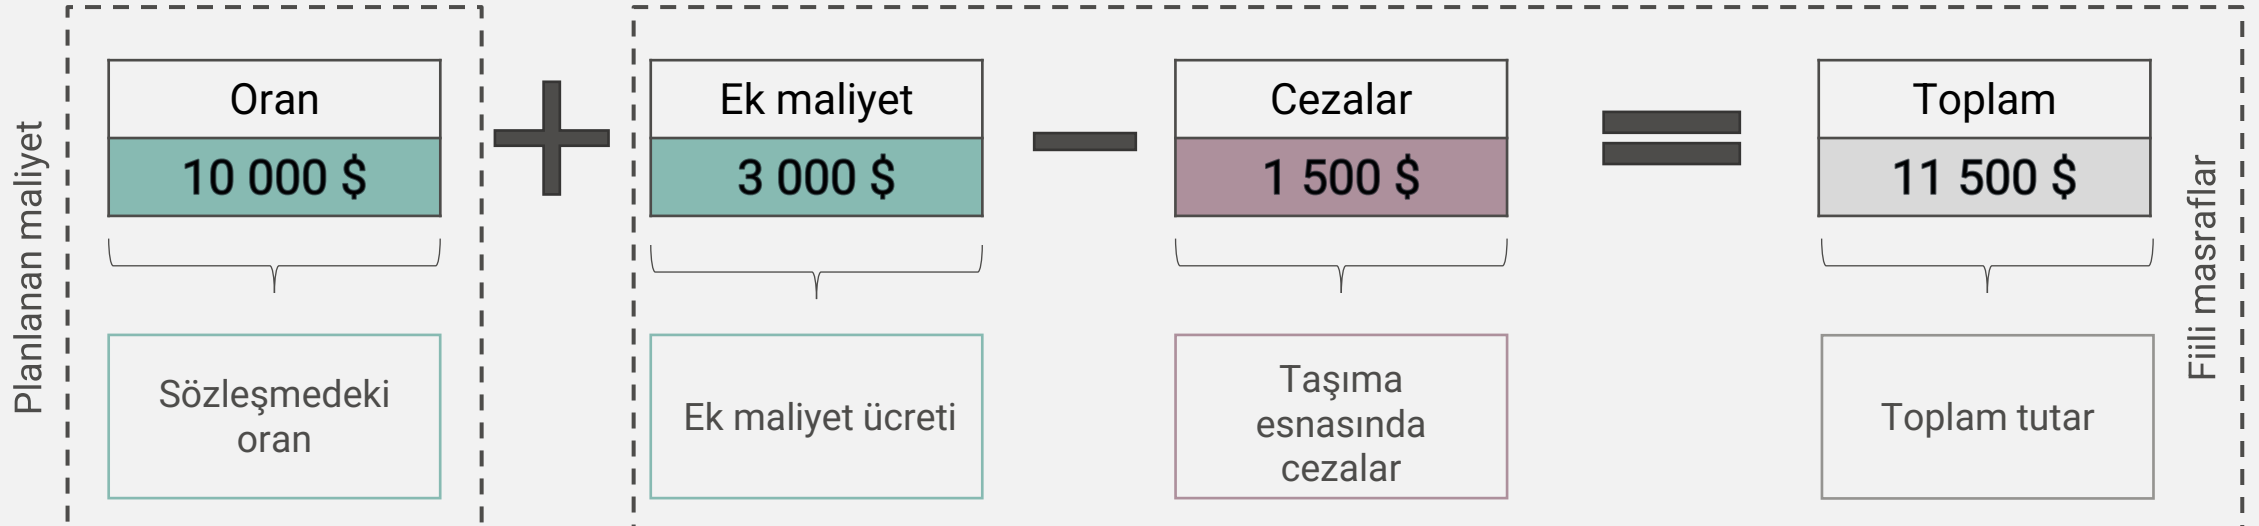 Planlanan maliyet
Oran
10 000 $
Sözleşmedeki
oran
Ek maliyet
3 000 $
Ek maliyet ücreti
Cezalar
1 500 $
Taşıma
esnasında
cezalar
Toplam
11 500 $
Toplam tutar
Fiili masraflar